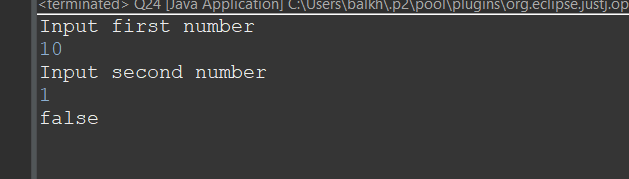 <terminated> Q24 [Java Application] C:\Users\balkh\.p2\pool\plugins\org.eclipse.justj.op
Input first number
10
Input second number
1
false